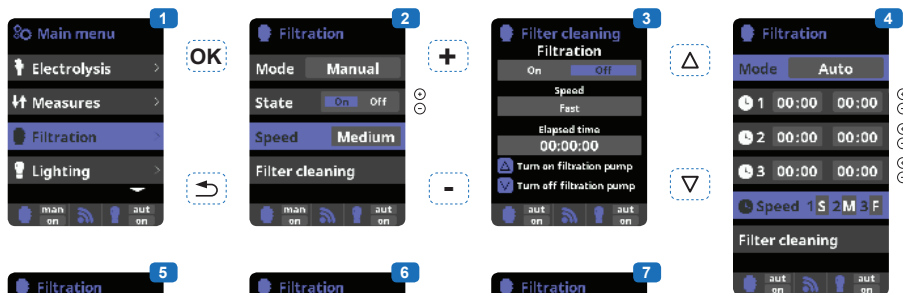 1
Main menu
Electrolysis
Measures
Filtration
Lighting
man on
aut on
OK
2
Filtration
Mode Manual
State On Off
Speed Medium
Filter cleaning
man on
aut on
+
-
3
Filter cleaning
Filtration
On Off
Speed
Fast
Elapsed time
00:00:00
Turn on filtration pump
Turn off filtration pump
aut on
aut on
4
Filtration
Mode Auto
1 00:00 00:00
2 00:00 00:00
3 00:00 00:00
Speed 1 S 2 M 3 F
Filter cleaning
aut on
aut on
5
Filtration
6
Filtration
7
Filtration